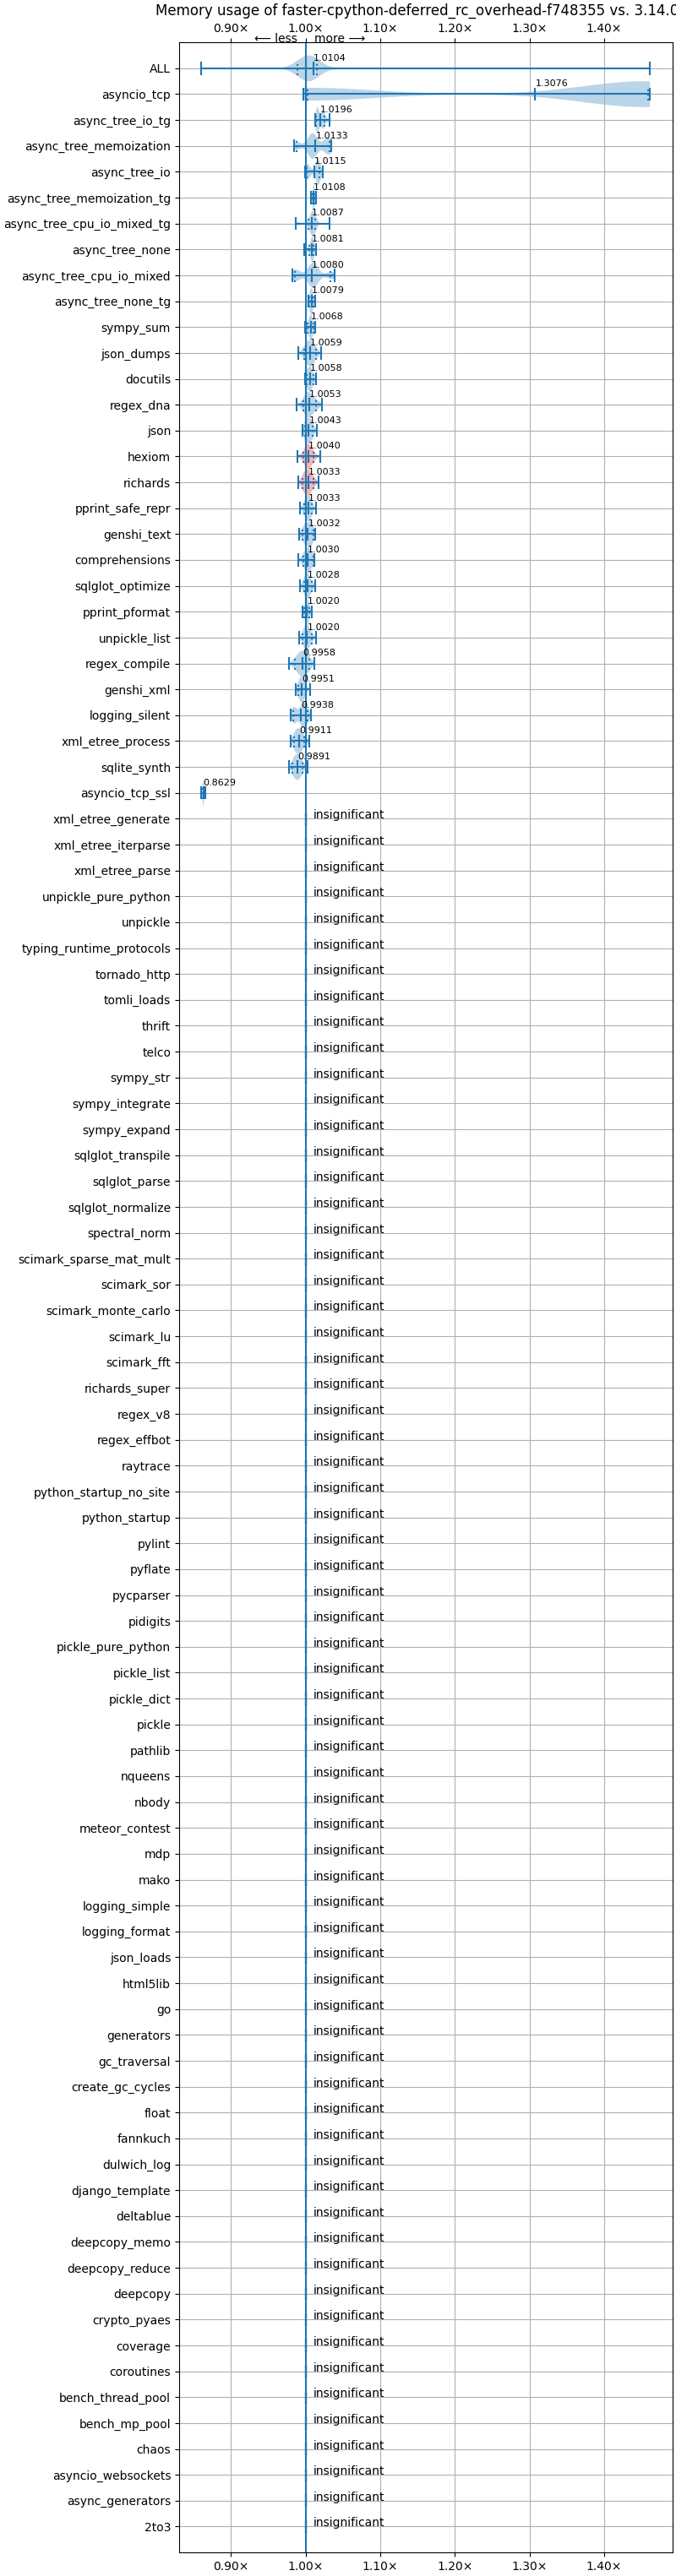 Memory usage of faster-cpython-deferred_rc_overhead-f748355 vs. 3.14.0
0.90× 1.00× 1.10× 1.20× 1.30× 1.40×
⟵ less more ⟶
ALL 1.0104
asyncio_tcp 1.3076
async_tree_io_tg 1.0196
async_tree_memoization 1.0133
async_tree_io 1.0115
async_tree_memoization_tg 1.0108
async_tree_cpu_io_mixed_tg 1.0087
async_tree_none 1.0081
async_tree_cpu_io_mixed 1.0080
async_tree_none_tg 1.0079
sympy_sum 1.0068
json_dumps 1.0059
docutils 1.0058
regex_dna 1.0053
json 1.0043
hexiom 1.0040
richards 1.0033
pprint_safe_repr 1.0033
genshi_text 1.0032
comprehensions 1.0030
sqlglot_optimize 1.0028
pprint_pformat 1.0020
unpickle_list 1.0020
regex_compile 0.9958
genshi_xml 0.9951
logging_silent 0.9938
xml_etree_process 0.9911
sqlite_synth 0.9891
asyncio_tcp_ssl 0.8629
xml_etree_generate insignificant
xml_etree_iterparse insignificant
xml_etree_parse insignificant
unpickle_pure_python insignificant
unpickle insignificant
typing_runtime_protocols insignificant
tornado_http insignificant
tomli_loads insignificant
thrift insignificant
telco insignificant
sympy_str insignificant
sympy_integrate insignificant
sympy_expand insignificant
sqlglot_transpile insignificant
sqlglot_parse insignificant
sqlglot_normalize insignificant
spectral_norm insignificant
scimark_sparse_mat_mult insignificant
scimark_sor insignificant
scimark_monte_carlo insignificant
scimark_lu insignificant
scimark_fft insignificant
richards_super insignificant
regex_v8 insignificant
regex_effbot insignificant
raytrace insignificant
python_startup_no_site insignificant
python_startup insignificant
pylint insignificant
pyflate insignificant
pycparser insignificant
pidigits insignificant
pickle_pure_python insignificant
pickle_list insignificant
pickle_dict insignificant
pickle insignificant
pathlib insignificant
nqueens insignificant
nbody insignificant
meteor_contest insignificant
mdp insignificant
mako insignificant
logging_simple insignificant
logging_format insignificant
json_loads insignificant
html5lib insignificant
go insignificant
generators insignificant
gc_traversal insignificant
create_gc_cycles insignificant
float insignificant
fannkuch insignificant
dulwich_log insignificant
django_template insignificant
deltablue insignificant
deepcopy_memo insignificant
deepcopy_reduce insignificant
deepcopy insignificant
crypto_pyaes insignificant
coverage insignificant
coroutines insignificant
bench_thread_pool insignificant
bench_mp_pool insignificant
chaos insignificant
asyncio_websockets insignificant
async_generators insignificant
2to3 insignificant
0.90× 1.00× 1.10× 1.20× 1.30× 1.40×